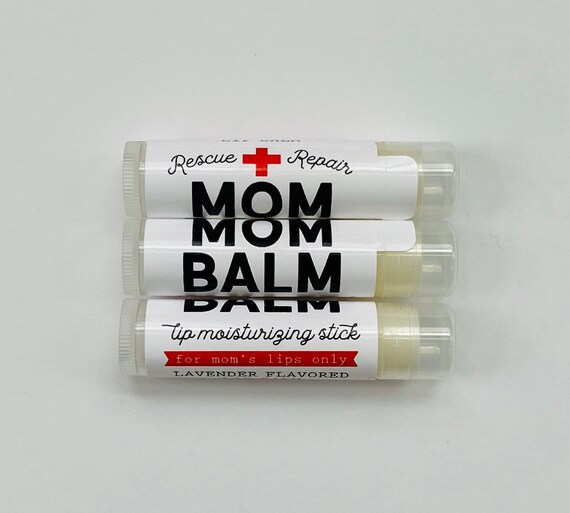 Rescue + Repair
MOM
MOM
BALM
BALM
lip moisturizing stick
for mom's lips only
LAVENDER FLAVORED